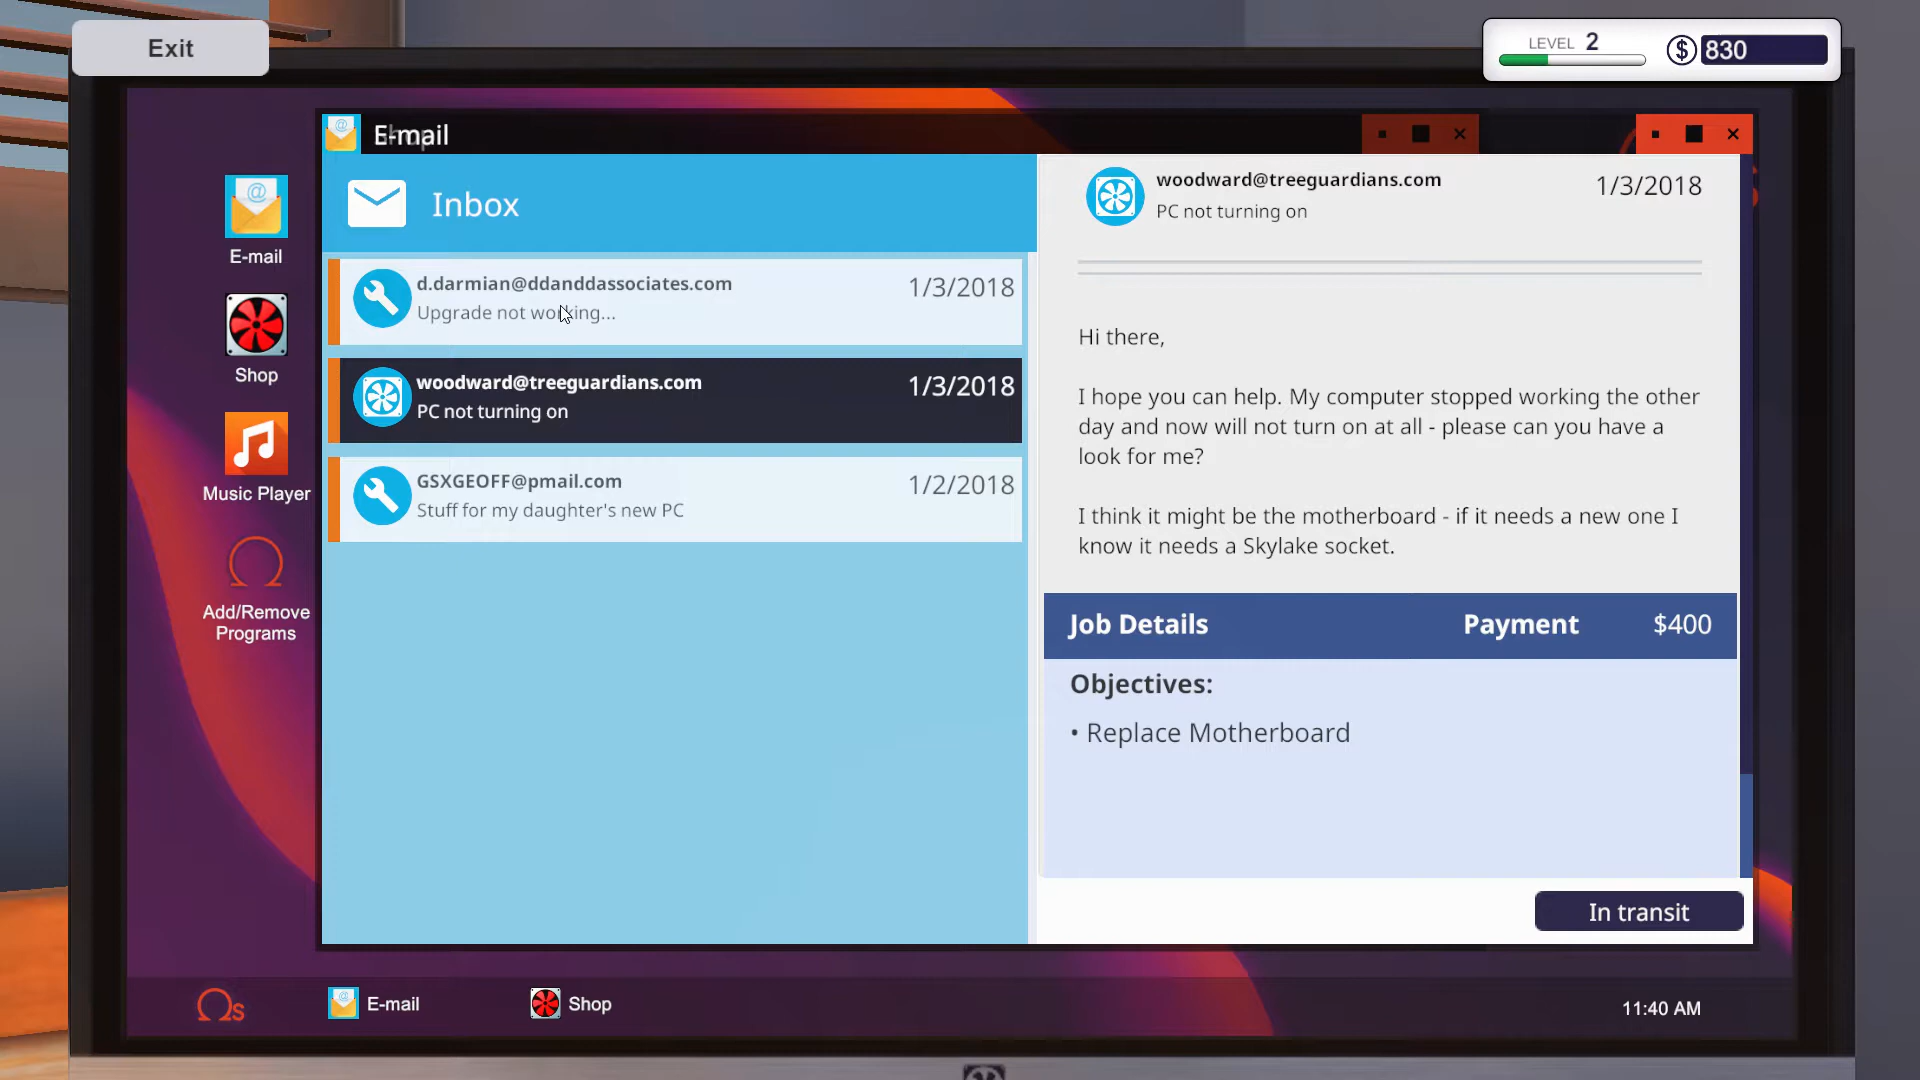 Exit
LEVEL 2
$ 830
E-mail
Inbox
d.darmian@ddanddassociates.com 1/3/2018
Upgrade not working...
woodward@treeguardians.com 1/3/2018
PC not turning on
GSXGEOFF@pmail.com 1/2/2018
Stuff for my daughter's new PC
woodward@treeguardians.com 1/3/2018
PC not turning on
Hi there,
I hope you can help. My computer stopped working the other
day and now will not turn on at all - please can you have a
look for me?
I think it might be the motherboard - if it needs a new one I
know it needs a Skylake socket.
Job Details Payment $400
Objectives:
• Replace Motherboard
In transit
E-mail
Shop
Music Player
Add/Remove
Programs
Ωs
E-mail
Shop
11:40 AM